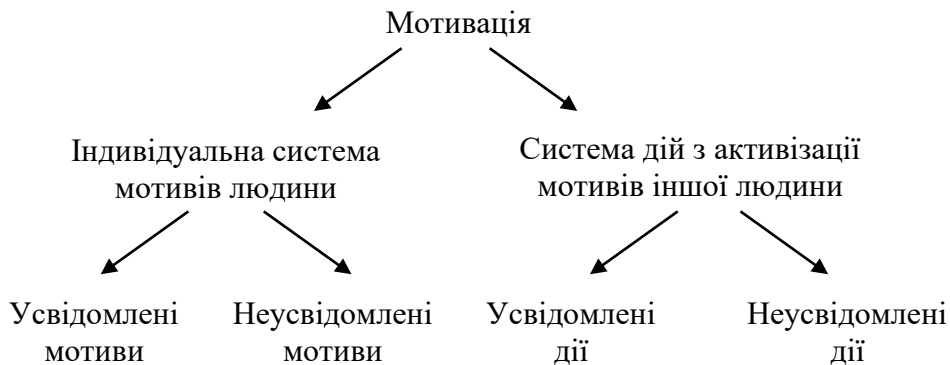 Мотивація
Індивідуальна система
мотивів людини
Система дій з активізації
мотивів іншої людини
Усвідомлені
мотиви
Неусвідомлені
мотиви
Усвідомлені
дії
Неусвідомлені
дії